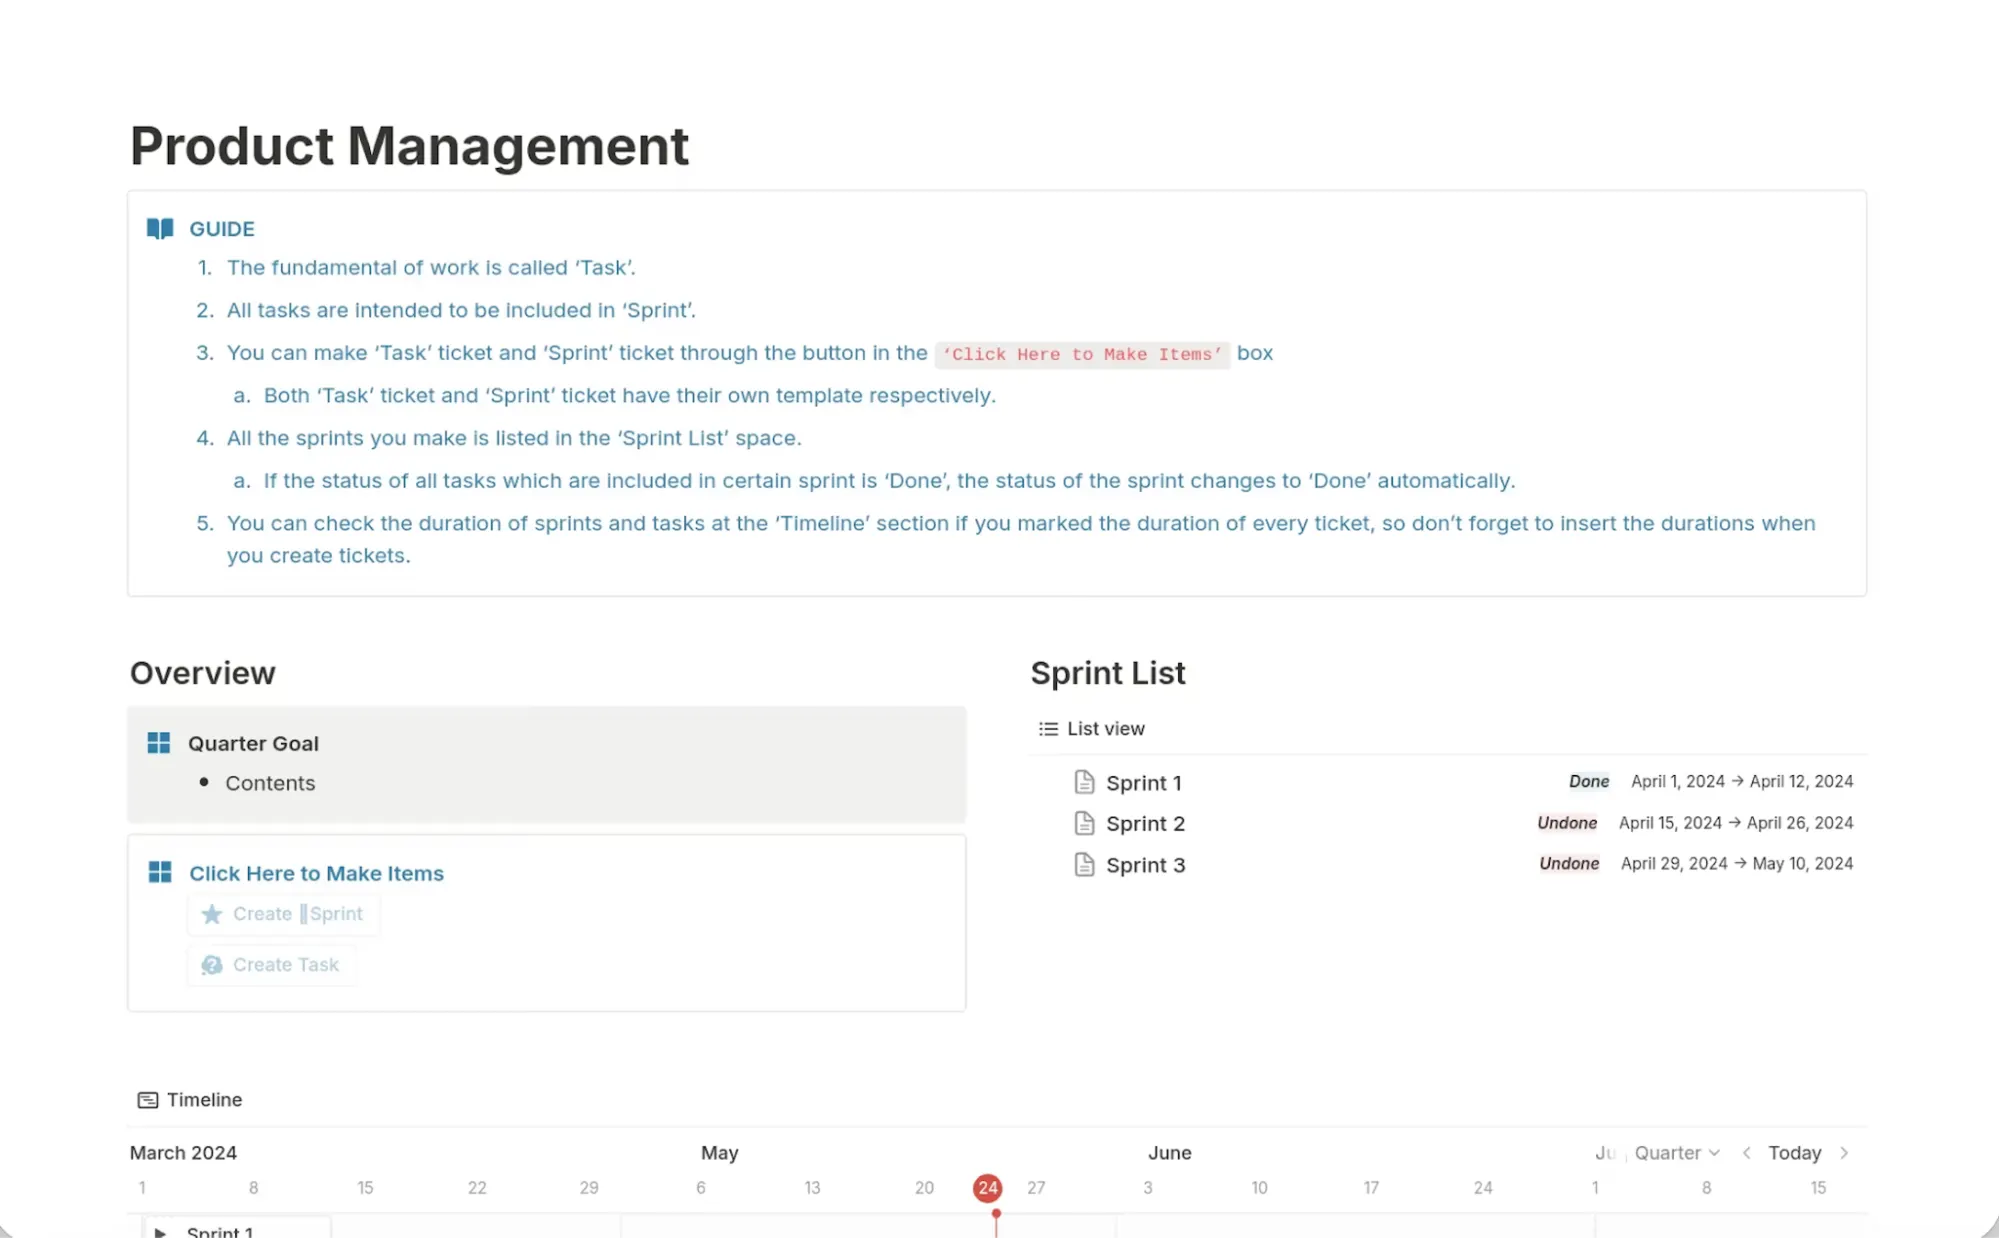 Product Management
GUIDE
1. The fundamental of work is called ‘Task’.
2. All tasks are intended to be included in ‘Sprint’.
3. You can make ‘Task’ ticket and ‘Sprint’ ticket through the button in the ‘Click Here to Make Items’ box
a. Both ‘Task’ ticket and ‘Sprint’ ticket have their own template respectively.
4. All the sprints you make is listed in the ‘Sprint List’ space.
a. If the status of all tasks which are included in certain sprint is ‘Done’, the status of the sprint changes to ‘Done’ automatically.
5. You can check the duration of sprints and tasks at the ‘Timeline’ section if you marked the duration of every ticket, so don’t forget to insert the durations when
you create tickets.
Overview
Quarter Goal
• Contents
Click Here to Make Items
Create Sprint
Create Task
Sprint List
List view
Sprint 1 Done April 1, 2024 → April 12, 2024
Sprint 2 Undone April 15, 2024 → April 26, 2024
Sprint 3 Undone April 29, 2024 → May 10, 2024
Timeline
March 2024 May June Ju Quarter Today
1 8 15 22 29 6 13 20 24 27 3 10 17 24 1 8 15
Sprint 1